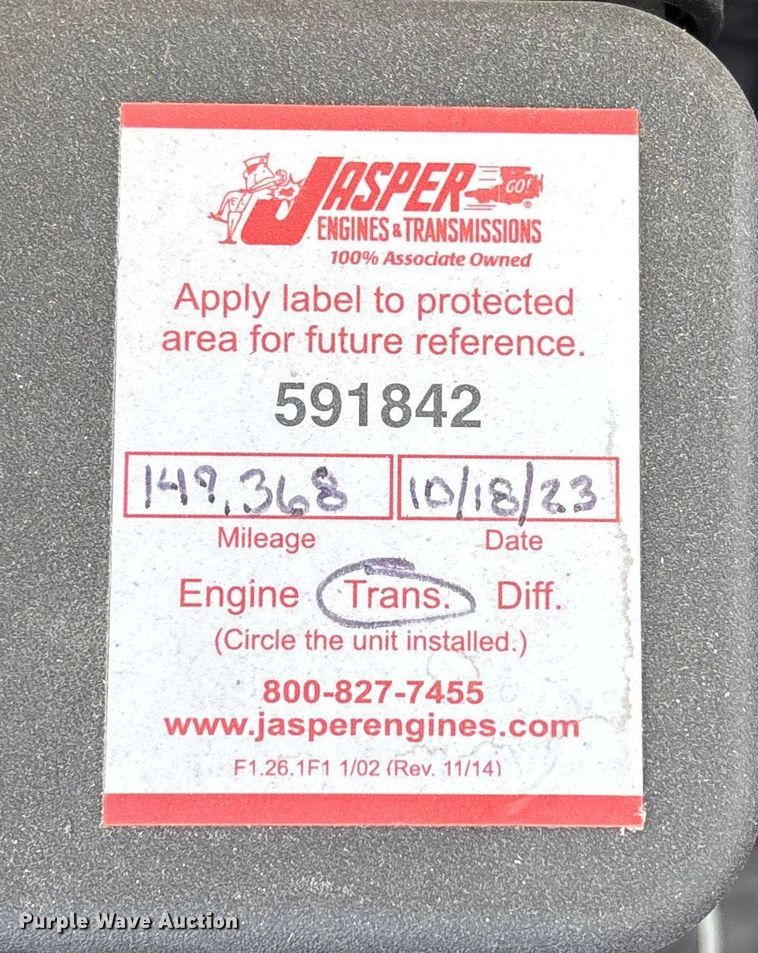 JASPER GO! ®
ENGINES & TRANSMISSIONS
100% Associate Owned
Apply label to protected
area for future reference.
591842
149,368 10/18/23
Mileage Date
Engine Trans. Diff.
(Circle the unit installed.)
800-827-7455
www.jasperengines.com
F1.26.1F1 1/02 (Rev. 11/14)
Purple Wave Auction